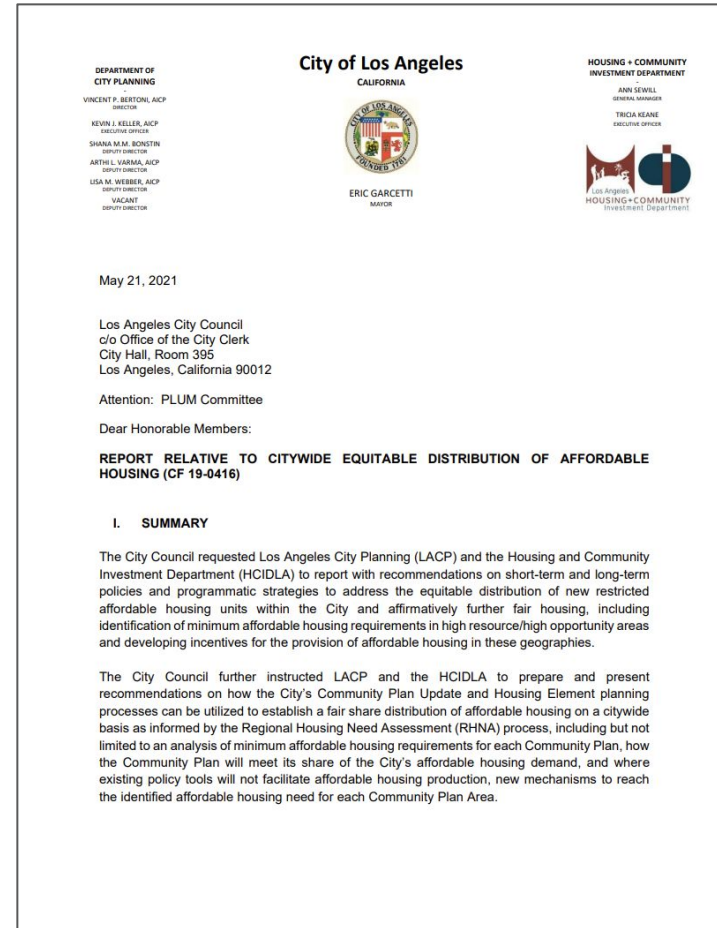 DEPARTMENT OF
CITY PLANNING
-
VINCENT P. BERTONI, AICP
DIRECTOR
KEVIN J. KELLER, AICP
EXECUTIVE OFFICER
SHANA M.M. BONSTIN
DEPUTY DIRECTOR
ARTHI L. VARMA, AICP
DEPUTY DIRECTOR
LISA M. WEBBER, AICP
DEPUTY DIRECTOR
VACANT
DEPUTY DIRECTOR
City of Los Angeles
CALIFORNIA
CITY OF LOS ANGELES
FOUNDED 1781
ERIC GARCETTI
MAYOR
HOUSING + COMMUNITY
INVESTMENT DEPARTMENT
-
ANN SEWILL
GENERAL MANAGER
TRICIA KEANE
EXECUTIVE OFFICER
Los Angeles
HOUSING+COMMUNITY
Investment Department
May 21, 2021
Los Angeles City Council
c/o Office of the City Clerk
City Hall, Room 395
Los Angeles, California 90012
Attention: PLUM Committee
Dear Honorable Members:
REPORT RELATIVE TO CITYWIDE EQUITABLE DISTRIBUTION OF AFFORDABLE
HOUSING (CF 19-0416)
I. SUMMARY
The City Council requested Los Angeles City Planning (LACP) and the Housing and Community
Investment Department (HCIDLA) to report with recommendations on short-term and long-term
policies and programmatic strategies to address the equitable distribution of new restricted
affordable housing units within the City and affirmatively further fair housing, including
identification of minimum affordable housing requirements in high resource/high opportunity areas
and developing incentives for the provision of affordable housing in these geographies.
The City Council further instructed LACP and the HCIDLA to prepare and present
recommendations on how the City's Community Plan Update and Housing Element planning
processes can be utilized to establish a fair share distribution of affordable housing on a citywide
basis as informed by the Regional Housing Need Assessment (RHNA) process, including but not
limited to an analysis of minimum affordable housing requirements for each Community Plan, how
the Community Plan will meet its share of the City's affordable housing demand, and where
existing policy tools will not facilitate affordable housing production, new mechanisms to reach
the identified affordable housing need for each Community Plan Area.